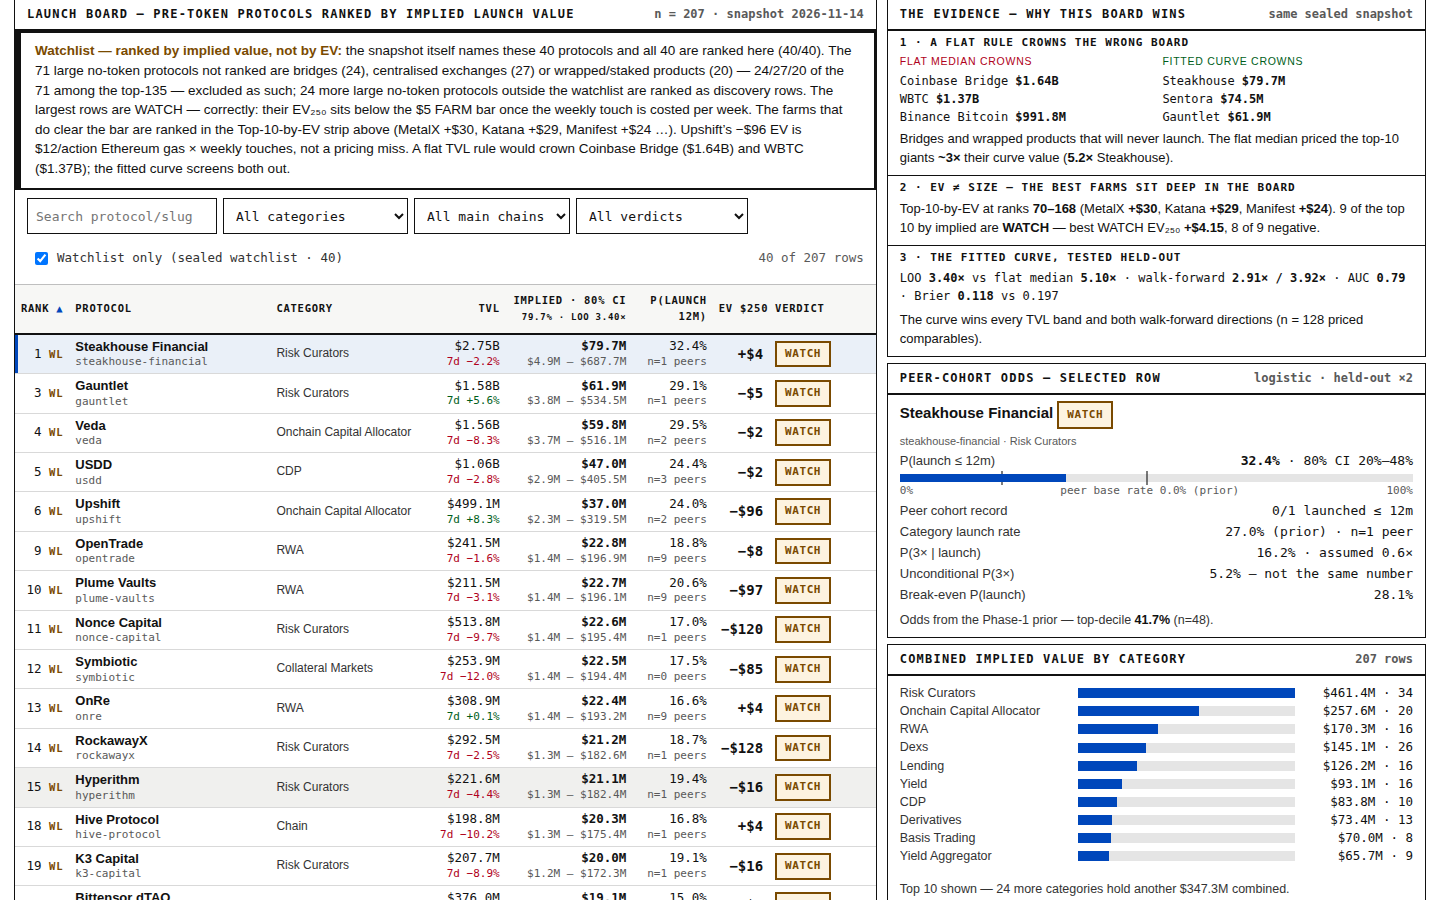 LAUNCH BOARD — PRE-TOKEN PROTOCOLS RANKED BY IMPLIED LAUNCH VALUE n = 207 · snapshot 2026-11-14
Watchlist — ranked by implied value, not by EV: the snapshot itself names these 40 protocols and all 40 are ranked here (40/40). The
71 large no-token protocols not ranked are bridges (24), centralised exchanges (27) or wrapped/staked products (20) — 24/27/20 of the
71 among the top-135 — excluded as such; 24 more large no-token protocols outside the watchlist are ranked as discovery rows. The
largest rows are WATCH — correctly: their EV₂₅₀ sits below the $5 FARM bar once the weekly touch is costed per week. The farms that
do clear the bar are ranked in the Top-10-by-EV strip above (MetalX +$30, Katana +$29, Manifest +$24 …). Upshift's −$96 EV is
$12/action Ethereum gas × weekly touches, not a pricing miss. A flat TVL rule would crown Coinbase Bridge ($1.64B) and WBTC
($1.37B); the fitted curve screens both out.
Search protocol/slug All categories All main chains All verdicts
Watchlist only (sealed watchlist · 40) 40 of 207 rows
RANK ▲ PROTOCOL CATEGORY TVL IMPLIED · 80% CI P(LAUNCH EV $250 VERDICT
79.7% · LOO 3.40× 12M)
1 WL Steakhouse Financial Risk Curators $2.75B $79.7M 32.4% +$4 WATCH
steakhouse-financial 7d −2.2% $4.9M – $687.7M n=1 peers
3 WL Gauntlet Risk Curators $1.58B $61.9M 29.1% −$5 WATCH
gauntlet 7d +5.6% $3.8M – $534.5M n=1 peers
4 WL Veda Onchain Capital Allocator $1.56B $59.8M 29.5% −$2 WATCH
veda 7d −8.3% $3.7M – $516.1M n=2 peers
5 WL USDD CDP $1.06B $47.0M 24.4% −$2 WATCH
usdd 7d −2.8% $2.9M – $405.5M n=3 peers
6 WL Upshift Onchain Capital Allocator $499.1M $37.0M 24.0% −$96 WATCH
upshift 7d +8.3% $2.3M – $319.5M n=2 peers
9 WL OpenTrade RWA $241.5M $22.8M 18.8% −$8 WATCH
opentrade 7d −1.6% $1.4M – $196.9M n=9 peers
10 WL Plume Vaults RWA $211.5M $22.7M 20.6% −$97 WATCH
plume-vaults 7d −3.1% $1.4M – $196.1M n=9 peers
11 WL Nonce Capital Risk Curators $513.8M $22.6M 17.0% −$120 WATCH
nonce-capital 7d −9.7% $1.4M – $195.4M n=1 peers
12 WL Symbiotic Collateral Markets $253.9M $22.5M 17.5% −$85 WATCH
symbiotic 7d −12.0% $1.4M – $194.4M n=0 peers
13 WL OnRe RWA $308.9M $22.4M 16.6% +$4 WATCH
onre 7d +0.1% $1.4M – $193.2M n=9 peers
14 WL RockawayX Risk Curators $292.5M $21.2M 18.7% −$128 WATCH
rockawayx 7d −2.5% $1.3M – $182.6M n=1 peers
15 WL Hyperithm Risk Curators $221.6M $21.1M 19.4% −$16 WATCH
hyperithm 7d −4.4% $1.3M – $182.4M n=1 peers
18 WL Hive Protocol Chain $198.8M $20.3M 16.8% +$4 WATCH
hive-protocol 7d −10.2% $1.3M – $175.4M n=1 peers
19 WL K3 Capital Risk Curators $207.7M $20.0M 19.1% −$16 WATCH
k3-capital 7d −8.9% $1.2M – $172.3M n=1 peers
Bittensor dTAO $376.0M $19.1M 15.0%
THE EVIDENCE — WHY THIS BOARD WINS same sealed snapshot
1 · A FLAT RULE CROWNS THE WRONG BOARD
FLAT MEDIAN CROWNS FITTED CURVE CROWNS
Coinbase Bridge $1.64B Steakhouse $79.7M
WBTC $1.37B Sentora $74.5M
Binance Bitcoin $991.8M Gauntlet $61.9M
Bridges and wrapped products that will never launch. The flat median priced the top-10
giants ~3× their curve value (5.2× Steakhouse).
2 · EV ≠ SIZE — THE BEST FARMS SIT DEEP IN THE BOARD
Top-10-by-EV at ranks 70–168 (MetalX +$30, Katana +$29, Manifest +$24). 9 of the top
10 by implied are WATCH — best WATCH EV₂₅₀ +$4.15, 8 of 9 negative.
3 · THE FITTED CURVE, TESTED HELD-OUT
LOO 3.40× vs flat median 5.10× · walk-forward 2.91× / 3.92× · AUC 0.79
· Brier 0.118 vs 0.197
The curve wins every TVL band and both walk-forward directions (n = 128 priced
comparables).
PEER-COHORT ODDS — SELECTED ROW logistic · held-out ×2
Steakhouse Financial WATCH
steakhouse-financial · Risk Curators
P(launch ≤ 12m) 32.4% · 80% CI 20%–48%
0% peer base rate 0.0% (prior) 100%
Peer cohort record 0/1 launched ≤ 12m
Category launch rate 27.0% (prior) · n=1 peer
P(3× | launch) 16.2% · assumed 0.6×
Unconditional P(3×) 5.2% — not the same number
Break-even P(launch) 28.1%
Odds from the Phase-1 prior — top-decile 41.7% (n=48).
COMBINED IMPLIED VALUE BY CATEGORY 207 rows
Risk Curators $461.4M · 34
Onchain Capital Allocator $257.6M · 20
RWA $170.3M · 16
Dexs $145.1M · 26
Lending $126.2M · 16
Yield $93.1M · 16
CDP $83.8M · 10
Derivatives $73.4M · 13
Basis Trading $70.0M · 8
Yield Aggregator $65.7M · 9
Top 10 shown — 24 more categories hold another $347.3M combined.